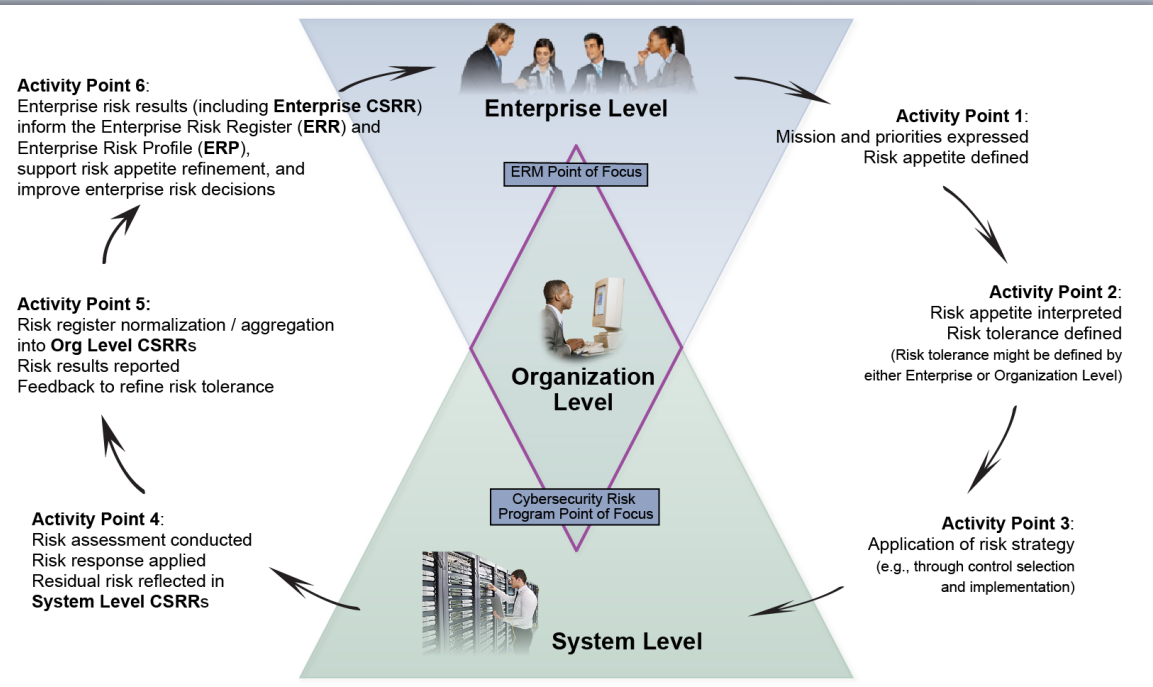 Enterprise Level
ERM Point of Focus
Organization
Level
Cybersecurity Risk
Program Point of Focus
System Level
Activity Point 1:
Mission and priorities expressed
Risk appetite defined
Activity Point 2:
Risk appetite interpreted
Risk tolerance defined
(Risk tolerance might be defined by
either Enterprise or Organization Level)
Activity Point 3:
Application of risk strategy
(e.g., through control selection
and implementation)
Activity Point 4:
Risk assessment conducted
Risk response applied
Residual risk reflected in
System Level CSRRs
Activity Point 5:
Risk register normalization / aggregation
into Org Level CSRRs
Risk results reported
Feedback to refine risk tolerance
Activity Point 6:
Enterprise risk results (including Enterprise CSRR)
inform the Enterprise Risk Register (ERR) and
Enterprise Risk Profile (ERP),
support risk appetite refinement, and
improve enterprise risk decisions